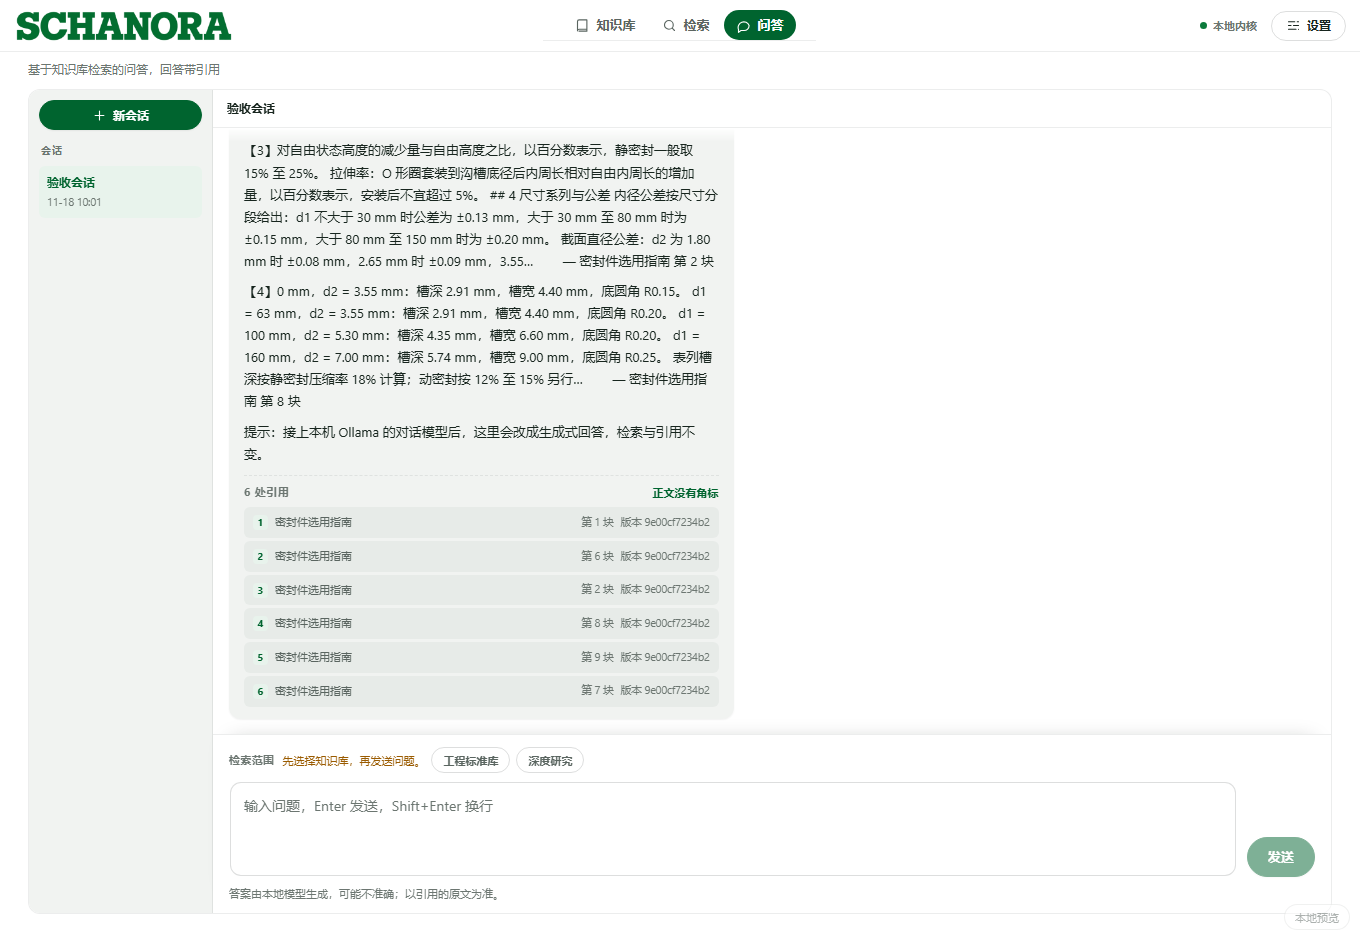 SCHANORA
知识库
检索
问答
本地内核
设置
基于知识库检索的问答，回答带引用
新会话
会话
验收会话
11-18 10:01
验收会话
【3】对自由状态高度的减少量与自由高度之比，以百分数表示，静密封一般取
15% 至 25%。 拉伸率：O 形圈套装到沟槽底径后内周长相对自由内周长的增加
量，以百分数表示，安装后不宜超过 5%。 ## 4 尺寸系列与公差 内径公差按尺寸分
段给出：d1 不大于 30 mm 时公差为 ±0.13 mm，大于 30 mm 至 80 mm 时为
±0.15 mm，大于 80 mm 至 150 mm 时为 ±0.20 mm。 截面直径公差：d2 为 1.80
mm 时 ±0.08 mm，2.65 mm 时 ±0.09 mm，3.55... — 密封件选用指南 第 2 块
【4】0 mm，d2 = 3.55 mm：槽深 2.91 mm，槽宽 4.40 mm，底圆角 R0.15。 d1
= 63 mm，d2 = 3.55 mm：槽深 2.91 mm，槽宽 4.40 mm，底圆角 R0.20。 d1 =
100 mm，d2 = 5.30 mm：槽深 4.35 mm，槽宽 6.60 mm，底圆角 R0.20。 d1 =
160 mm，d2 = 7.00 mm：槽深 5.74 mm，槽宽 9.00 mm，底圆角 R0.25。 表列槽
深按静密封压缩率 18% 计算；动密封按 12% 至 15% 另行... — 密封件选用指
南 第 8 块
提示：接上本机 Ollama 的对话模型后，这里会改成生成式回答，检索与引用不
变。
6 处引用
正文没有角标
1 密封件选用指南 第 1 块 版本 9e00cf7234b2
2 密封件选用指南 第 6 块 版本 9e00cf7234b2
3 密封件选用指南 第 2 块 版本 9e00cf7234b2
4 密封件选用指南 第 8 块 版本 9e00cf7234b2
5 密封件选用指南 第 9 块 版本 9e00cf7234b2
6 密封件选用指南 第 7 块 版本 9e00cf7234b2
检索范围 先选择知识库，再发送问题。 工程标准库 深度研究
输入问题，Enter 发送，Shift+Enter 换行
发送
答案由本地模型生成，可能不准确；以引用的原文为准。
本地预览